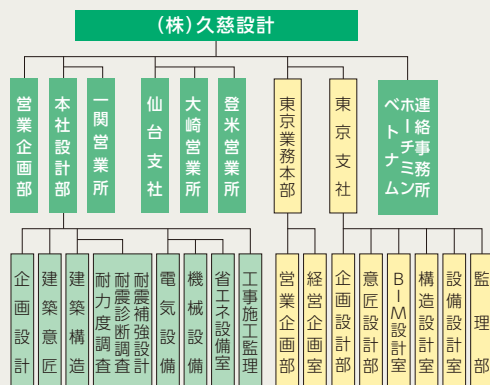 (株)久慈設計
営業企画部
本社設計部
一関営業所
仙台支社
大崎営業所
登米営業所
東京業務本部
東京支社
連絡事務所
ホーチミン
ベトナム
企画設計
建築意匠
建築構造
耐震補強設計
耐震診断調査
耐力度調査
電気設備
機械設備
省エネ設備室
工事施工監理
営業企画部
経営企画室
企画設計部
意匠設計部
BIM設計室
構造設計室
設備設計室
監理部